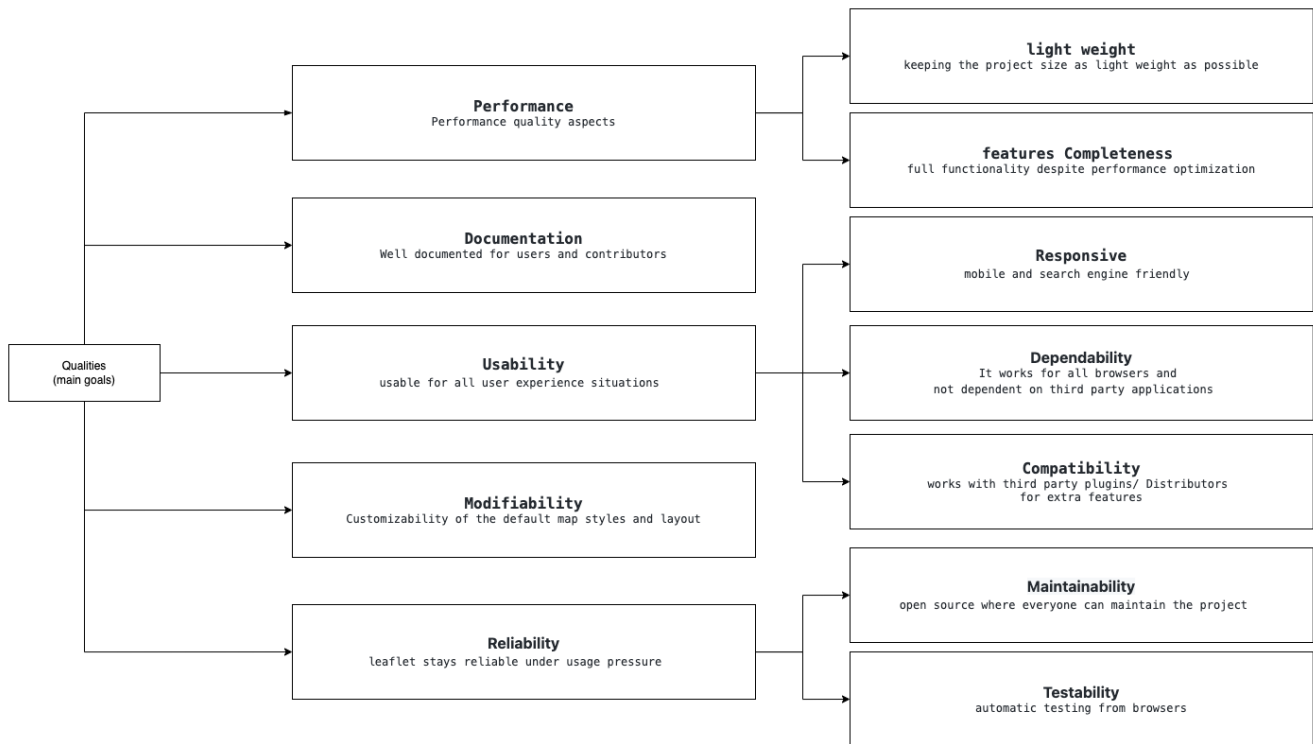 Qualities
(main goals)
Performance
Performance quality aspects
light weight
keeping the project size as light weight as possible
features Completeness
full functionality despite performance optimization
Documentation
Well documented for users and contributors
Usability
usable for all user experience situations
Responsive
mobile and search engine friendly
Dependability
It works for all browsers and
not dependent on third party applications
Compatibility
works with third party plugins/ Distributors
for extra features
Modifiability
Customizability of the default map styles and layout
Reliability
leaflet stays reliable under usage pressure
Maintainability
open source where everyone can maintain the project
Testability
automatic testing from browsers